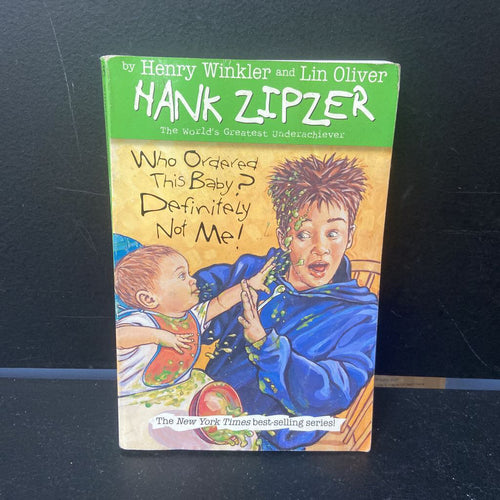 by Henry Winkler and Lin Oliver
HANK ZIPZER
The World's Greatest Underachiever
Who Ordered
This Baby?
Definitely
Not Me!
The New York Times best-selling series!